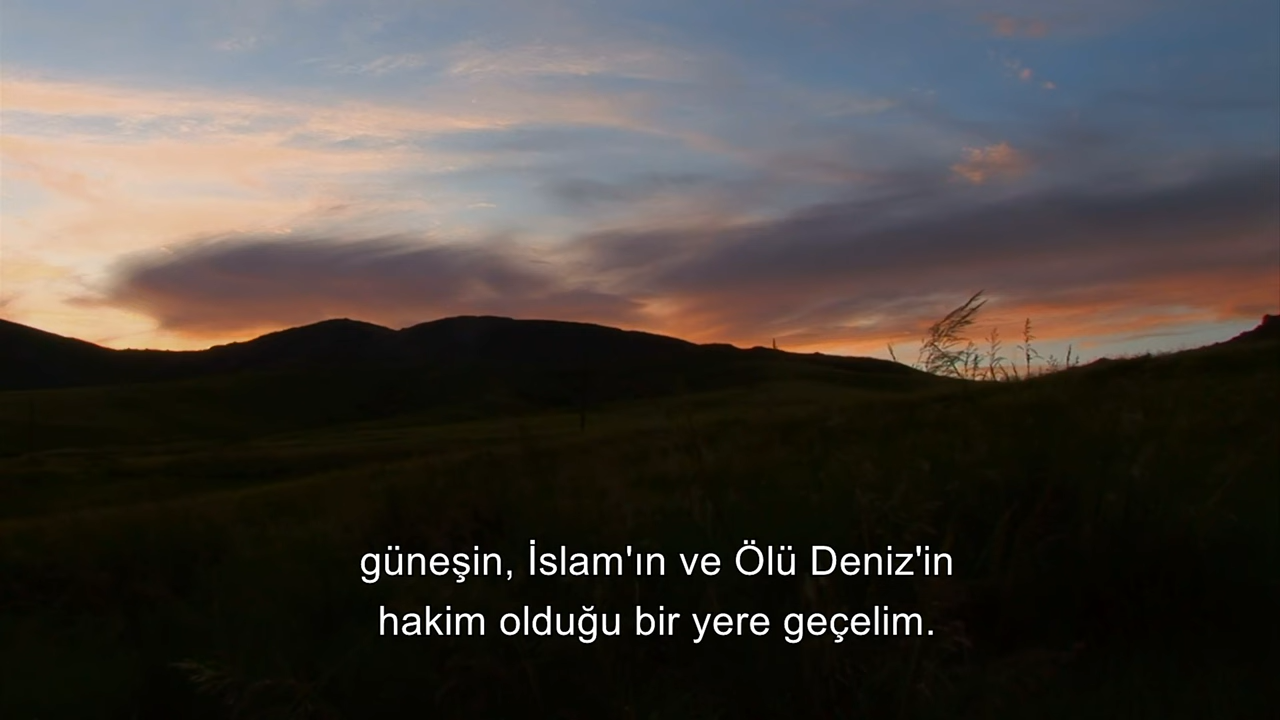 güneşin, İslam'ın ve Ölü Deniz'in
hakim olduğu bir yere geçelim.